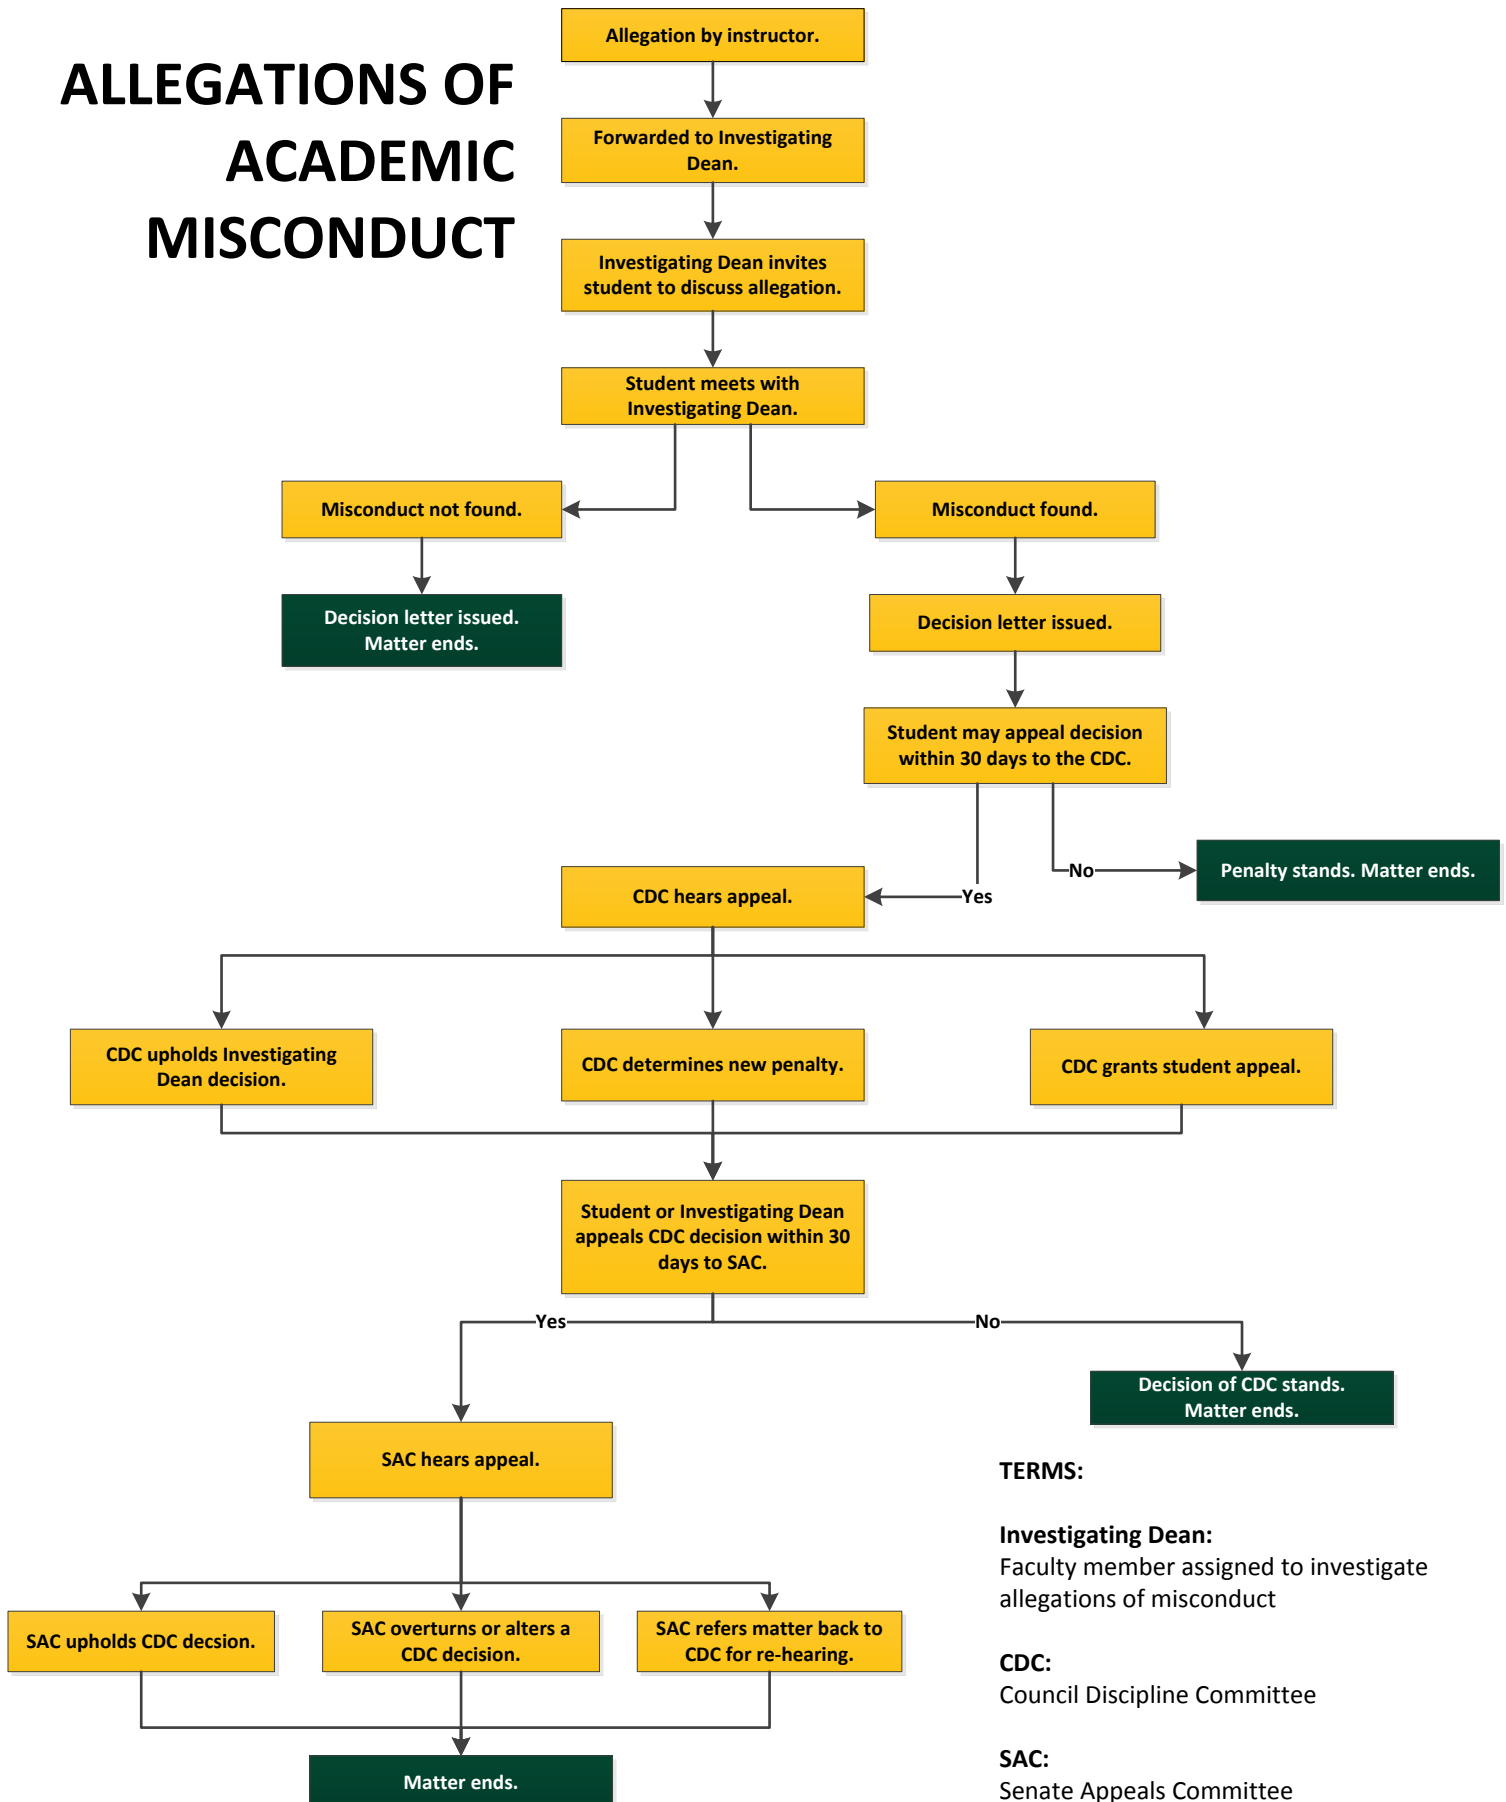 ALLEGATIONS OF
ACADEMIC
MISCONDUCT
Allegation by instructor.
Forwarded to Investigating
Dean.
Investigating Dean invites
student to discuss allegation.
Student meets with
Investigating Dean.
Misconduct not found.
Misconduct found.
Decision letter issued.
Matter ends.
Decision letter issued.
Student may appeal decision
within 30 days to the CDC.
No
Penalty stands. Matter ends.
Yes
CDC hears appeal.
CDC upholds Investigating
Dean decision.
CDC determines new penalty.
CDC grants student appeal.
Student or Investigating Dean
appeals CDC decision within 30
days to SAC.
Yes
No
Decision of CDC stands.
Matter ends.
SAC hears appeal.
SAC upholds CDC decsion.
SAC overturns or alters a
CDC decision.
SAC refers matter back to
CDC for re-hearing.
Matter ends.
TERMS:
Investigating Dean:
Faculty member assigned to investigate
allegations of misconduct
CDC:
Council Discipline Committee
SAC:
Senate Appeals Committee